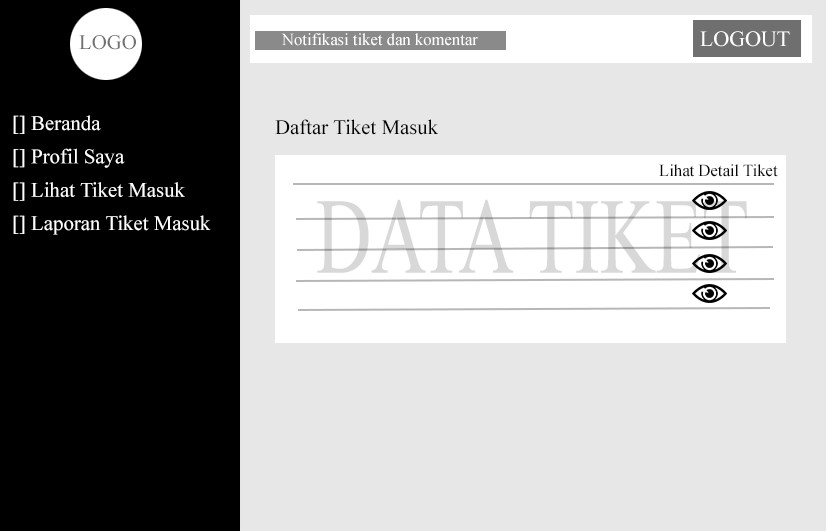 LOGO
[] Beranda
[] Profil Saya
[] Lihat Tiket Masuk
[] Laporan Tiket Masuk
Notifikasi tiket dan komentar
LOGOUT
Daftar Tiket Masuk
Lihat Detail Tiket
DATA TIKET